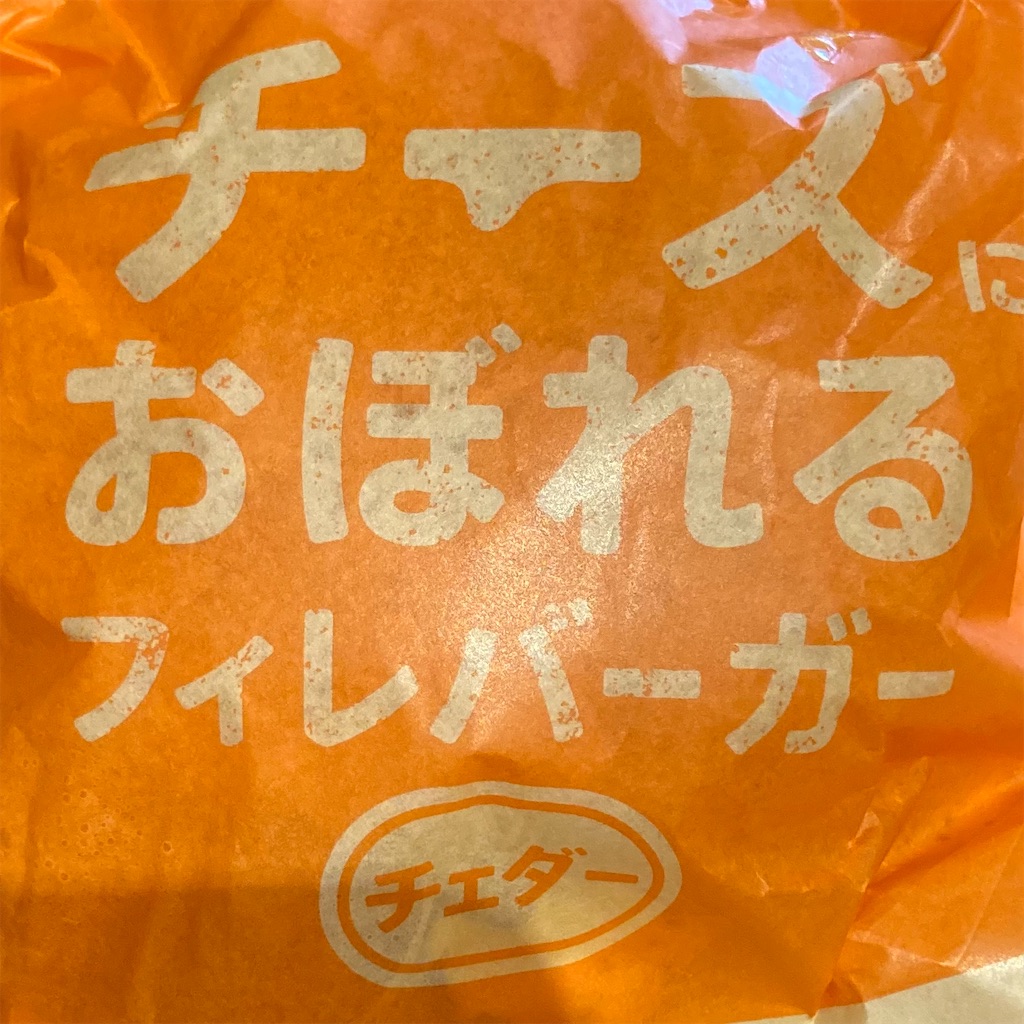 チーズに
おぼれる
フィレバーガー
チェダー